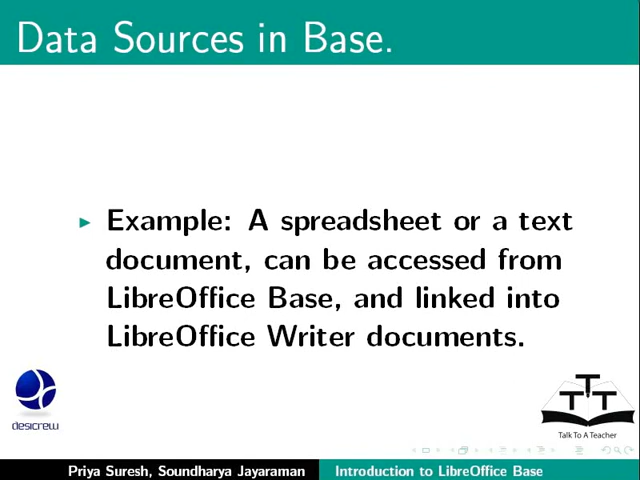 Data Sources in Base.
Example: A spreadsheet or a text
document, can be accessed from
LibreOffice Base, and linked into
LibreOffice Writer documents.
desicrew
T T T
Talk To A Teacher
Priya Suresh, Soundharya Jayaraman
Introduction to LibreOffice Base